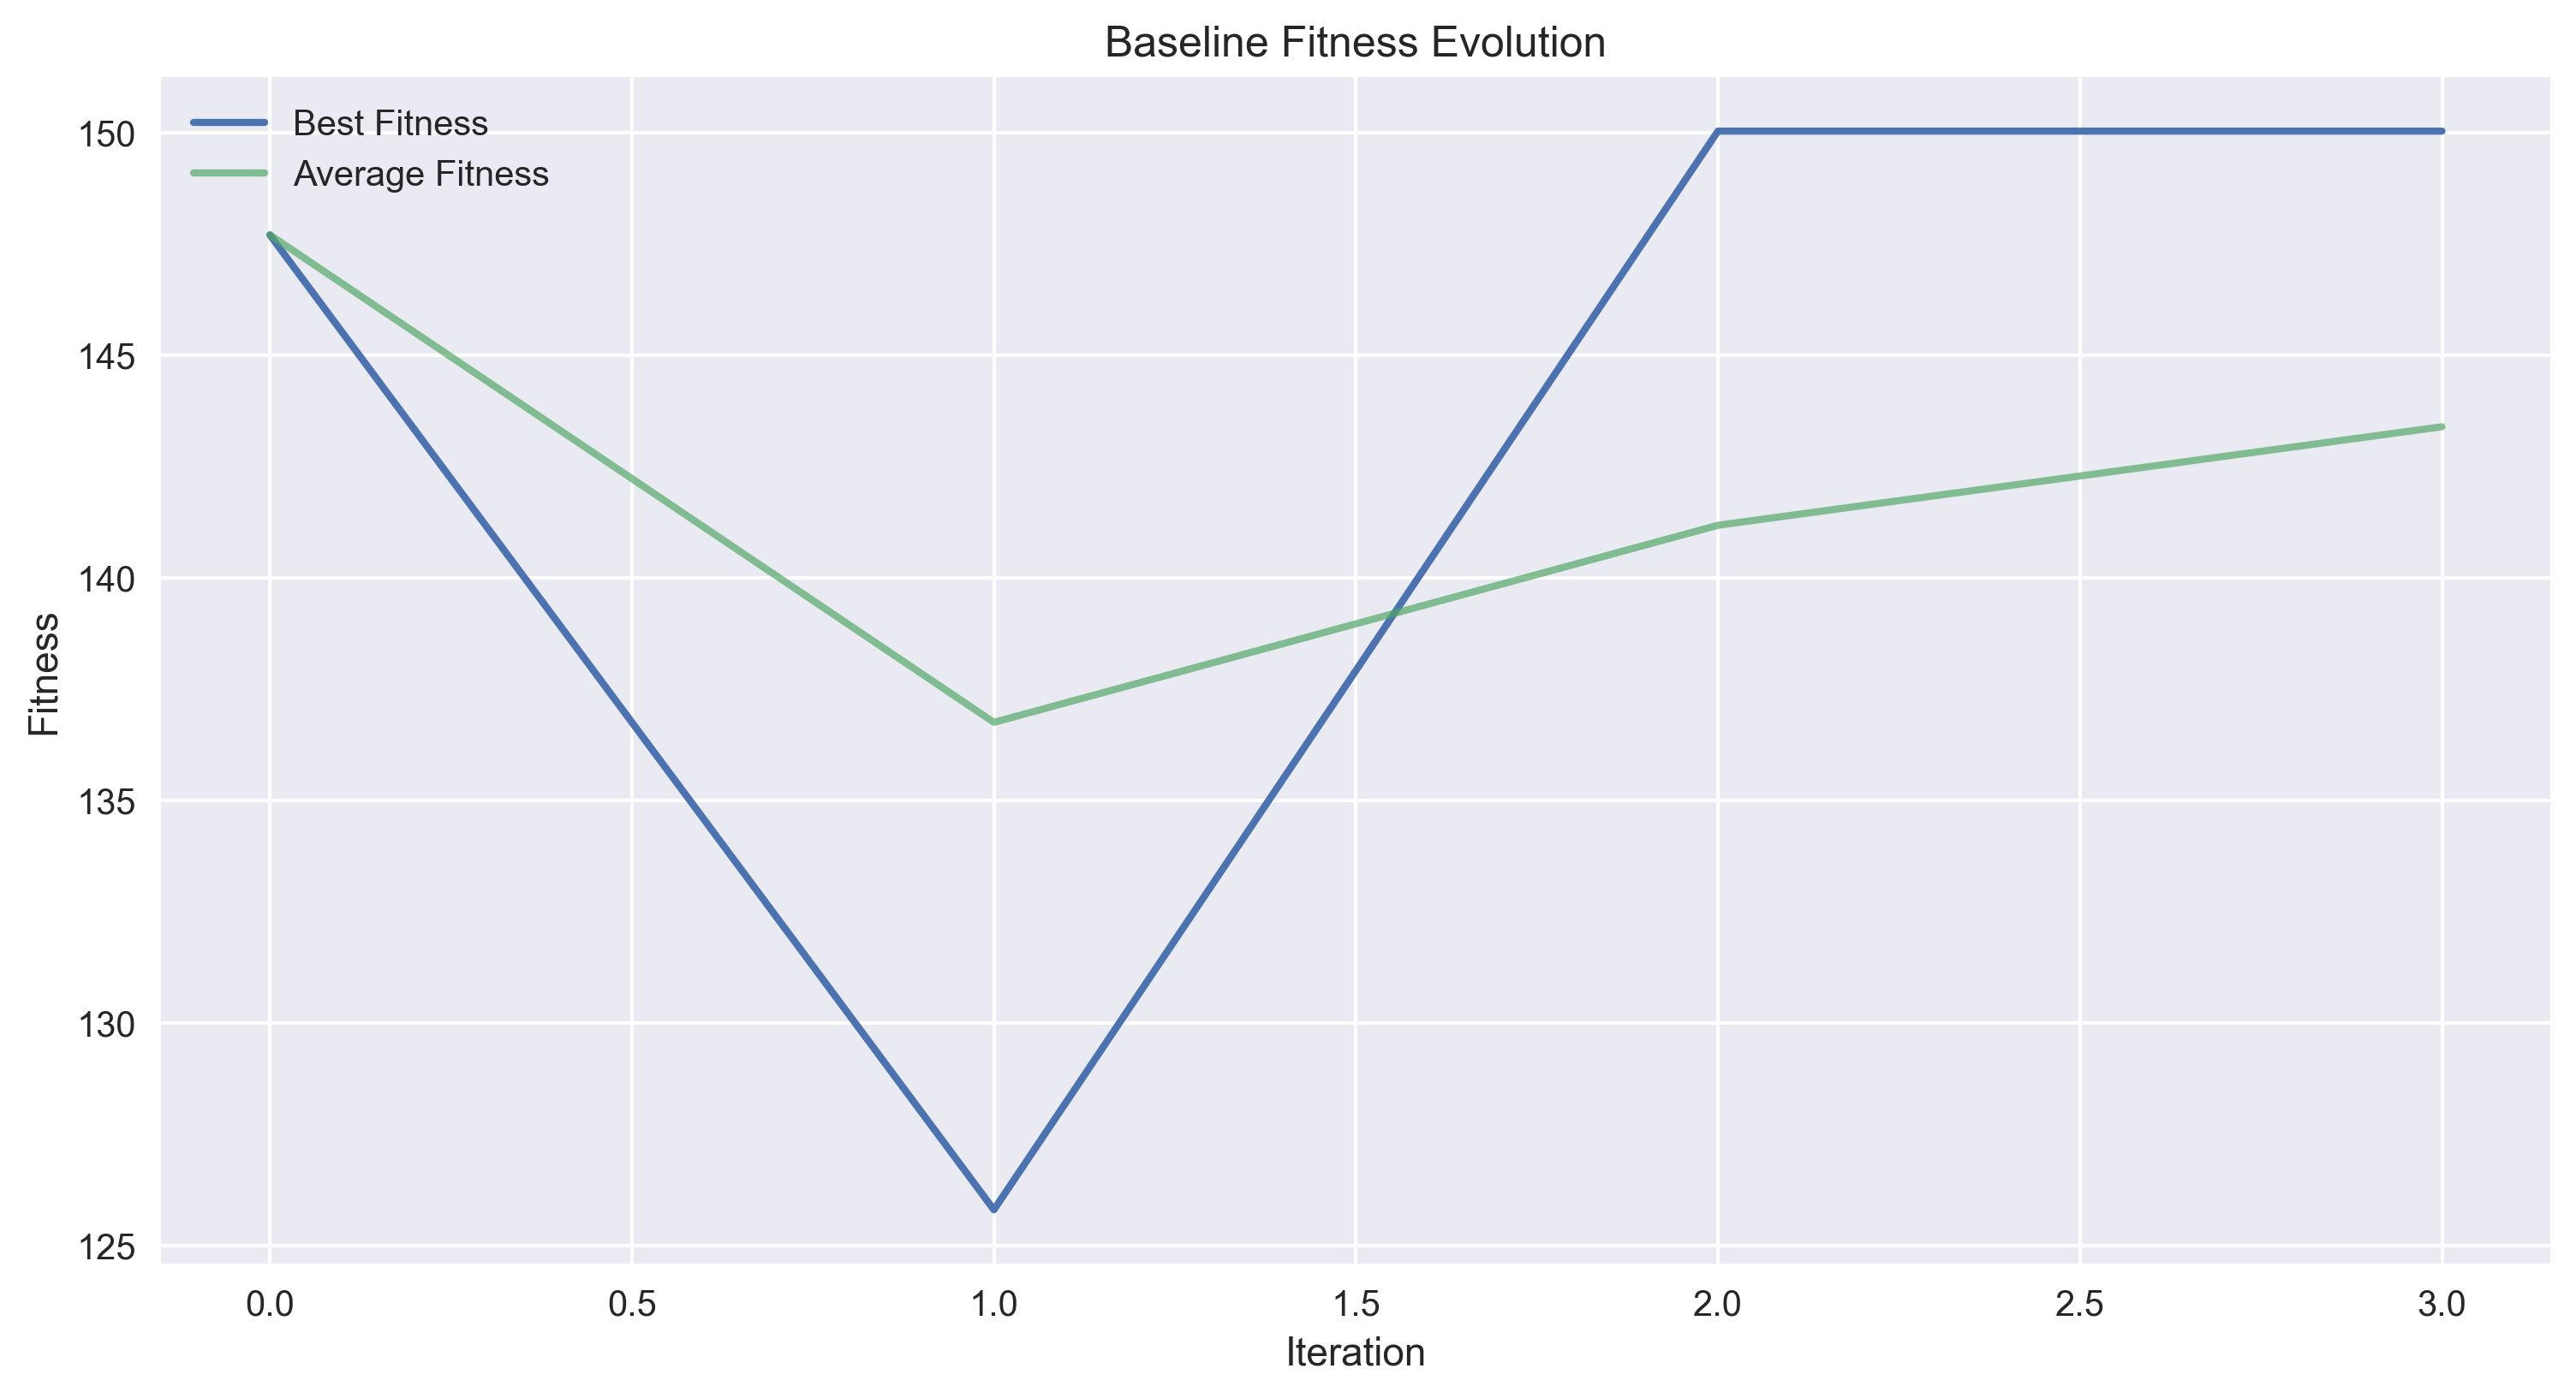 Baseline Fitness Evolution
Best Fitness
Average Fitness
150
145
140
135
130
125
Fitness
0.0 0.5 1.0 1.5 2.0 2.5 3.0
Iteration